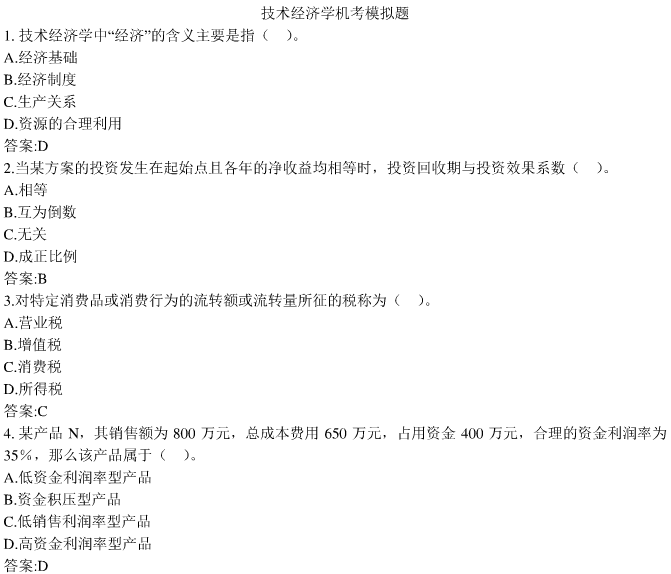 技术经济学机考模拟题
1. 技术经济学中“经济”的含义主要是指（    ）。
A.经济基础
B.经济制度
C.生产关系
D.资源的合理利用
答案:D
2.当某方案的投资发生在起始点且各年的净收益均相等时，投资回收期与投资效果系数（    ）。
A.相等
B.互为倒数
C.无关
D.成正比例
答案:B
3.对特定消费品或消费行为的流转额或流转量所征的税称为（    ）。
A.营业税
B.增值税
C.消费税
D.所得税
答案:C
4. 某产品 N，其销售额为 800 万元，总成本费用 650 万元，占用资金 400 万元，合理的资金利润率为
35%，那么该产品属于（    ）。
A.低资金利润率型产品
B.资金积压型产品
C.低销售利润率型产品
D.高资金利润率型产品
答案:D